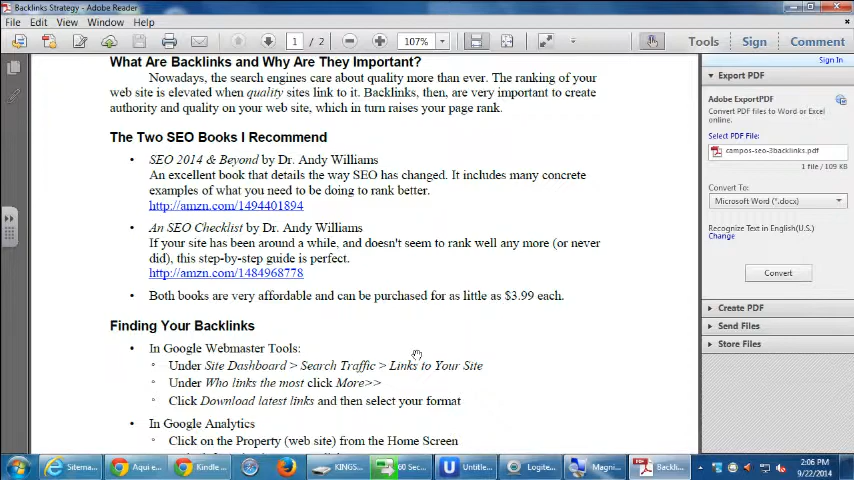 Backlinks Strategy - Adobe Reader
File Edit View Window Help
1 / 2 107% Tools Sign Comment
Sign In
What Are Backlinks and Why Are They Important?
Nowadays, the search engines care about quality more than ever. The ranking of your
web site is elevated when quality sites link to it. Backlinks, then, are very important to create
authority and quality on your web site, which in turn raises your page rank.
The Two SEO Books I Recommend
• SEO 2014 & Beyond by Dr. Andy Williams
An excellent book that details the way SEO has changed. It includes many concrete
examples of what you need to be doing to rank better.
http://amzn.com/1494401894
• An SEO Checklist by Dr. Andy Williams
If your site has been around a while, and doesn't seem to rank well any more (or never
did), this step-by-step guide is perfect.
http://amzn.com/1484968778
• Both books are very affordable and can be purchased for as little as $3.99 each.
Finding Your Backlinks
• In Google Webmaster Tools:
◦ Under Site Dashboard > Search Traffic > Links to Your Site
◦ Under Who links the most click More>>
◦ Click Download latest links and then select your format
• In Google Analytics
◦ Click on the Property (web site) from the Home Screen
Export PDF
Adobe ExportPDF
Convert PDF files to Word or Excel
online.
Select PDF File:
campos-seo-3backlinks.pdf
1 file / 109 KB
Convert To:
Microsoft Word (*.docx)
Recognize Text in English(U.S.)
Change
Convert
Create PDF
Send Files
Store Files
Sitema... Aqui e... Kindle ... KINGS... 60 Sec... Untitle... Logite... Magni... Backli...
2:06 PM
9/22/2014